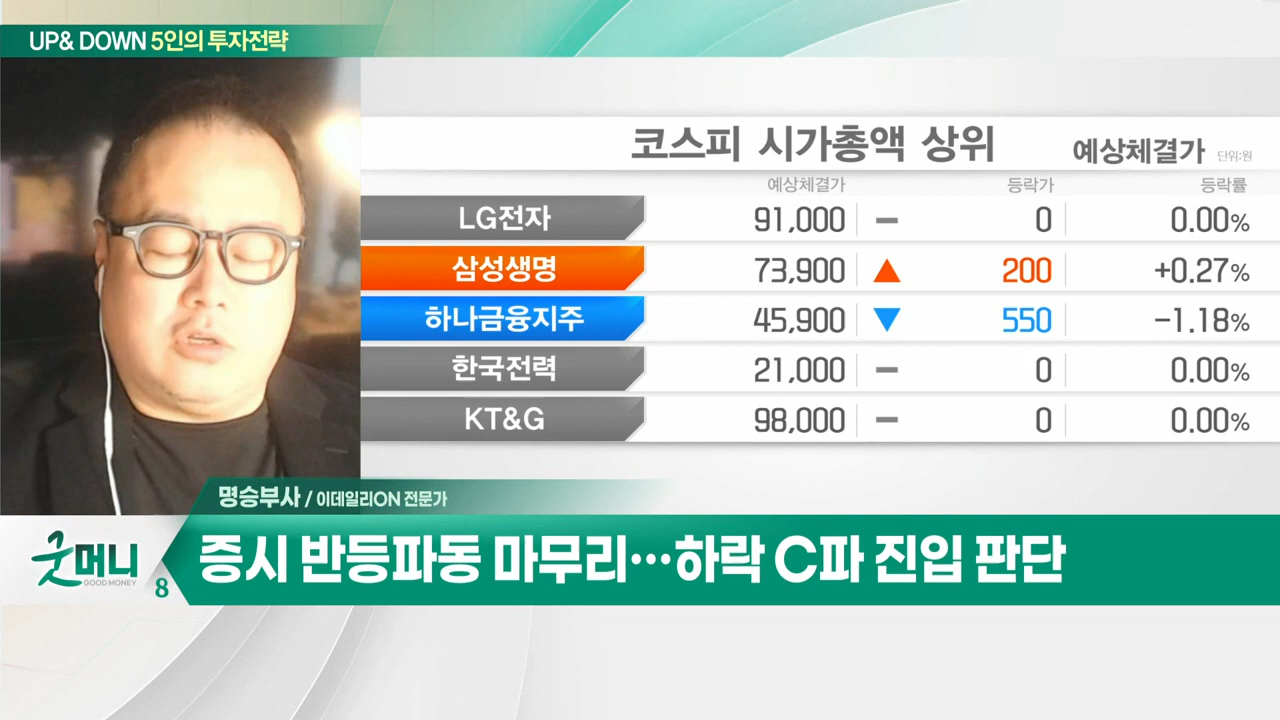 UP& DOWN 5인의 투자전략
코스피 시가총액 상위 예상체결가 단위:원
예상체결가 등락가 등락률
LG전자 91,000 0 0.00%
삼성생명 73,900 ▲ 200 +0.27%
하나금융지주 45,900 ▼ 550 -1.18%
한국전력 21,000 0 0.00%
KT&G 98,000 0 0.00%
명승부사 / 이데일리ON 전문가
굿머니
GOOD MONEY
8
증시 반등파동 마무리…하락 C파 진입 판단